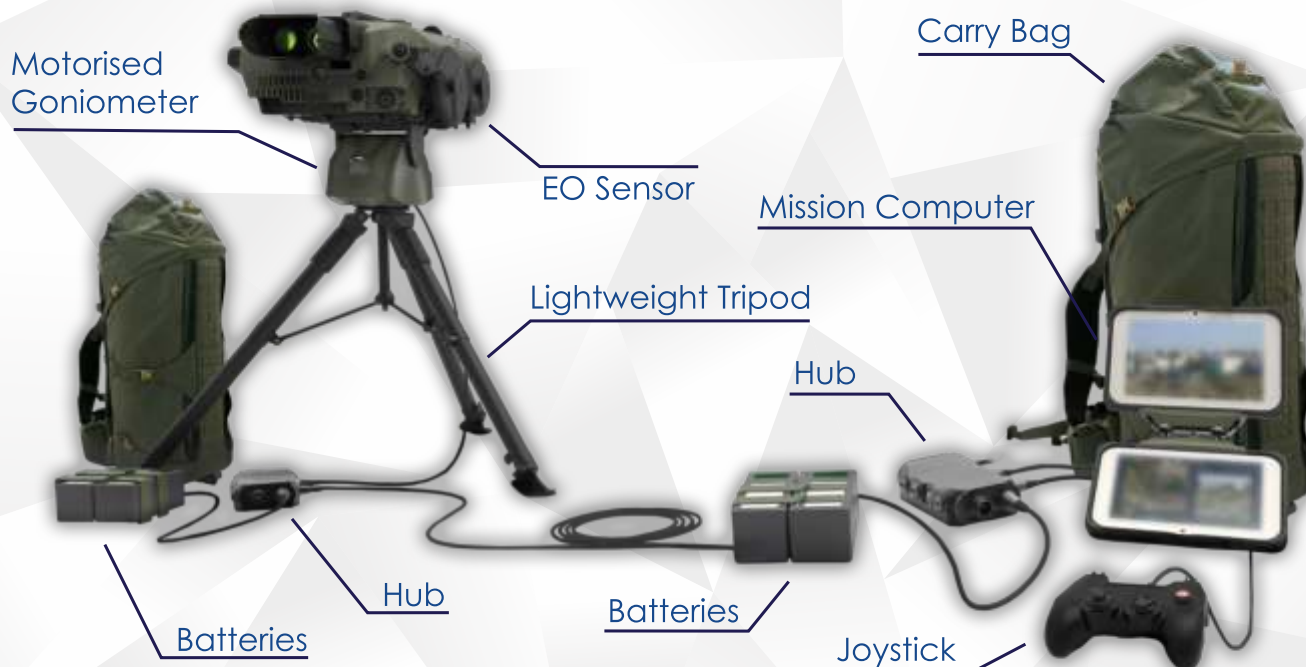 Motorised
Goniometer
Carry Bag
EO Sensor
Mission Computer
Lightweight Tripod
Hub
Hub
Batteries
Batteries
Joystick